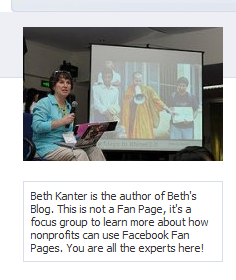 Beth Kanter is the author of Beth's
Blog. This is not a Fan Page, it's a
focus group to learn more about how
nonprofits can use Facebook Fan
Pages. You are all the experts here!